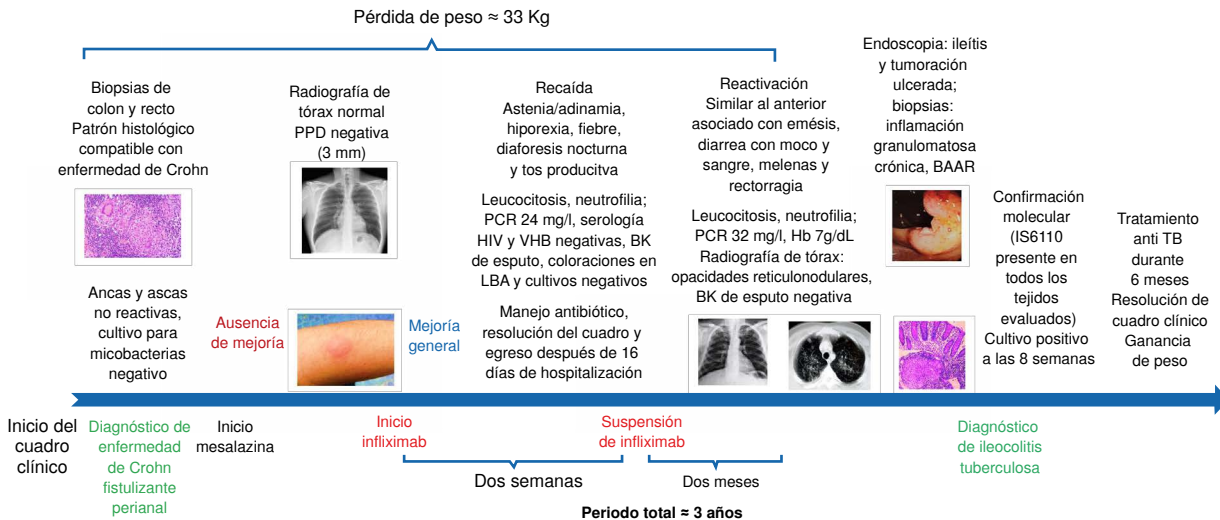 Pérdida de peso ≈ 33 Kg
Biopsias de
colon y recto
Patrón histológico
compatible con
enfermedad de Crohn
Ancas y ascas
no reactivas,
cultivo para
micobacterias
negativo
Radiografía de
tórax normal
PPD negativa
(3 mm)
Ausencia
de mejoría
Mejoría
general
Recaída
Astenia/adinamia,
hiporexia, fiebre,
diaforesis nocturna
y tos producitva
Leucocitosis, neutrofilia;
PCR 24 mg/l, serología
HIV y VHB negativas, BK
de esputo, coloraciones en
LBA y cultivos negativos
Manejo antibiótico,
resolución del cuadro y
egreso después de 16
días de hospitalización
Reactivación
Similar al anterior
asociado con emésis,
diarrea con moco y
sangre, melenas y
rectorragia
Leucocitosis, neutrofilia;
PCR 32 mg/l, Hb 7g/dL
Radiografía de tórax:
opacidades reticulonodulares,
BK de esputo negativa
Endoscopia: ileítis
y tumoración
ulcerada;
biopsias:
inflamación
granulomatosa
crónica, BAAR
Confirmación
molecular
(IS6110
presente en
todos los
tejidos
evaluados)
Cultivo positivo
a las 8 semanas
Tratamiento
anti TB
durante
6 meses
Resolución de
cuadro clínico
Ganancia
de peso
Inicio del
cuadro
clínico
Diagnóstico de
enfermedad
de Crohn
fistulizante
perianal
Inicio
mesalazina
Inicio
infliximab
Suspensión
de infliximab
Diagnóstico
de ileocolitis
tuberculosa
Dos semanas
Dos meses
Periodo total ≈ 3 años